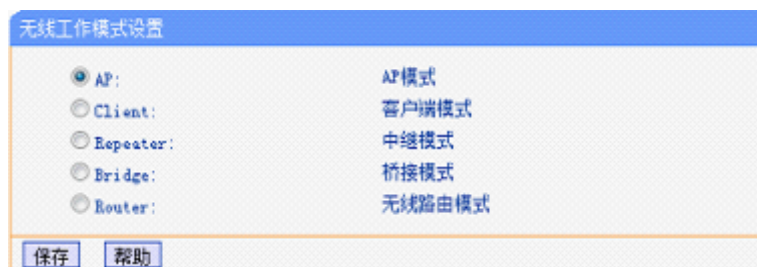 无线工作模式设置
AP: AP模式
Client: 客户端模式
Repeater: 中继模式
Bridge: 桥接模式
Router: 无线路由模式
保存 帮助